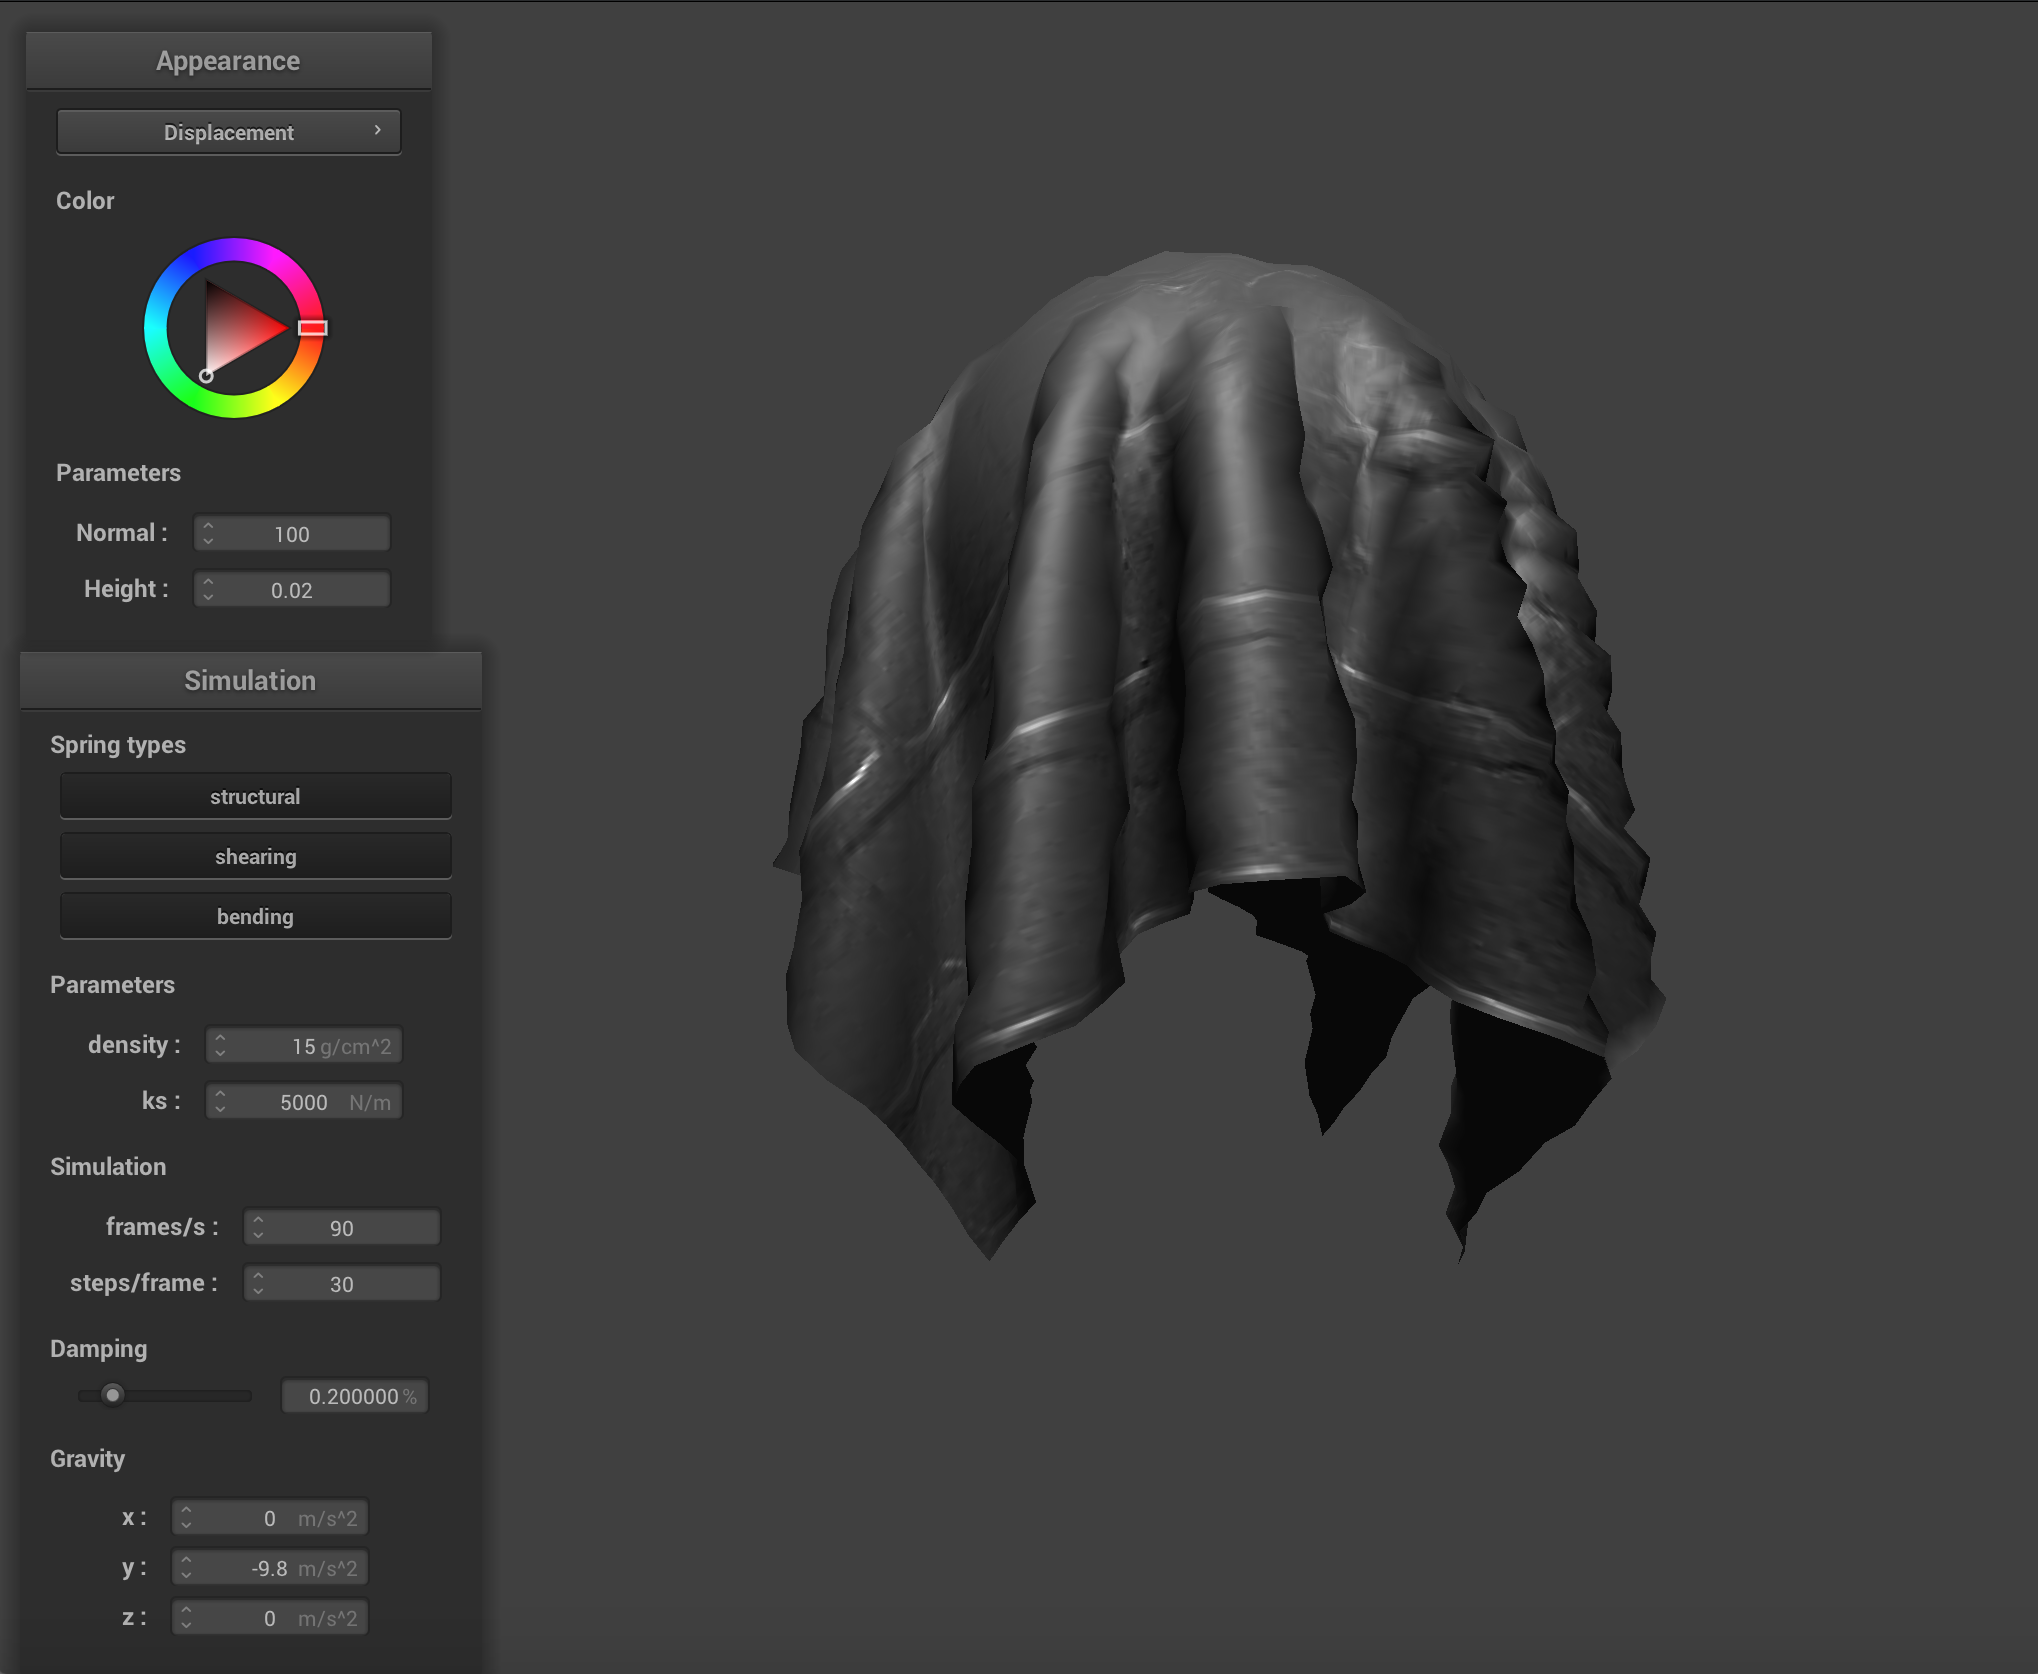 Appearance
Displacement
Color
Parameters
Normal : 100
Height : 0.02
Simulation
Spring types
structural
shearing
bending
Parameters
density : 15 g/cm^2
ks : 5000 N/m
Simulation
frames/s : 90
steps/frame : 30
Damping
0.200000 %
Gravity
x : 0 m/s^2
y : -9.8 m/s^2
z : 0 m/s^2